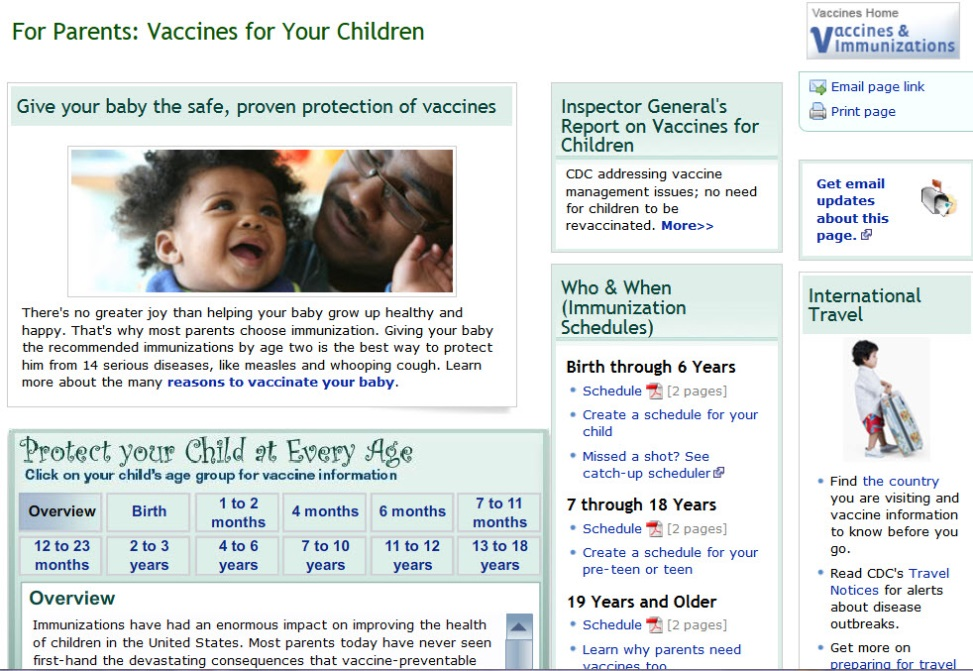 For Parents: Vaccines for Your Children
Vaccines Home
Vaccines &
Immunizations
Email page link
Print page
Give your baby the safe, proven protection of vaccines
There's no greater joy than helping your baby grow up healthy and
happy. That's why most parents choose immunization. Giving your baby
the recommended immunizations by age two is the best way to protect
him from 14 serious diseases, like measles and whooping cough. Learn
more about the many reasons to vaccinate your baby.
Protect your Child at Every Age
Click on your child's age group for vaccine information
Overview
Birth
1 to 2
months
4 months
6 months
7 to 11
months
12 to 23
months
2 to 3
years
4 to 6
years
7 to 10
years
11 to 12
years
13 to 18
years
Overview
Immunizations have had an enormous impact on improving the health
of children in the United States. Most parents today have never seen
first-hand the devastating consequences that vaccine-preventable
Inspector General's
Report on Vaccines for
Children
CDC addressing vaccine
management issues; no need
for children to be
revaccinated. More>>
Who & When
(Immunization
Schedules)
Birth through 6 Years
• Schedule [2 pages]
• Create a schedule for your
child
• Missed a shot? See
catch-up scheduler
7 through 18 Years
• Schedule [2 pages]
• Create a schedule for your
pre-teen or teen
19 Years and Older
• Schedule [2 pages]
• Learn why parents need
vaccines too
Get email
updates
about this
page.
International
Travel
• Find the country
you are visiting and
vaccine information
to know before you
go.
• Read CDC's Travel
Notices for alerts
about disease
outbreaks.
• Get more on
preparing for travel